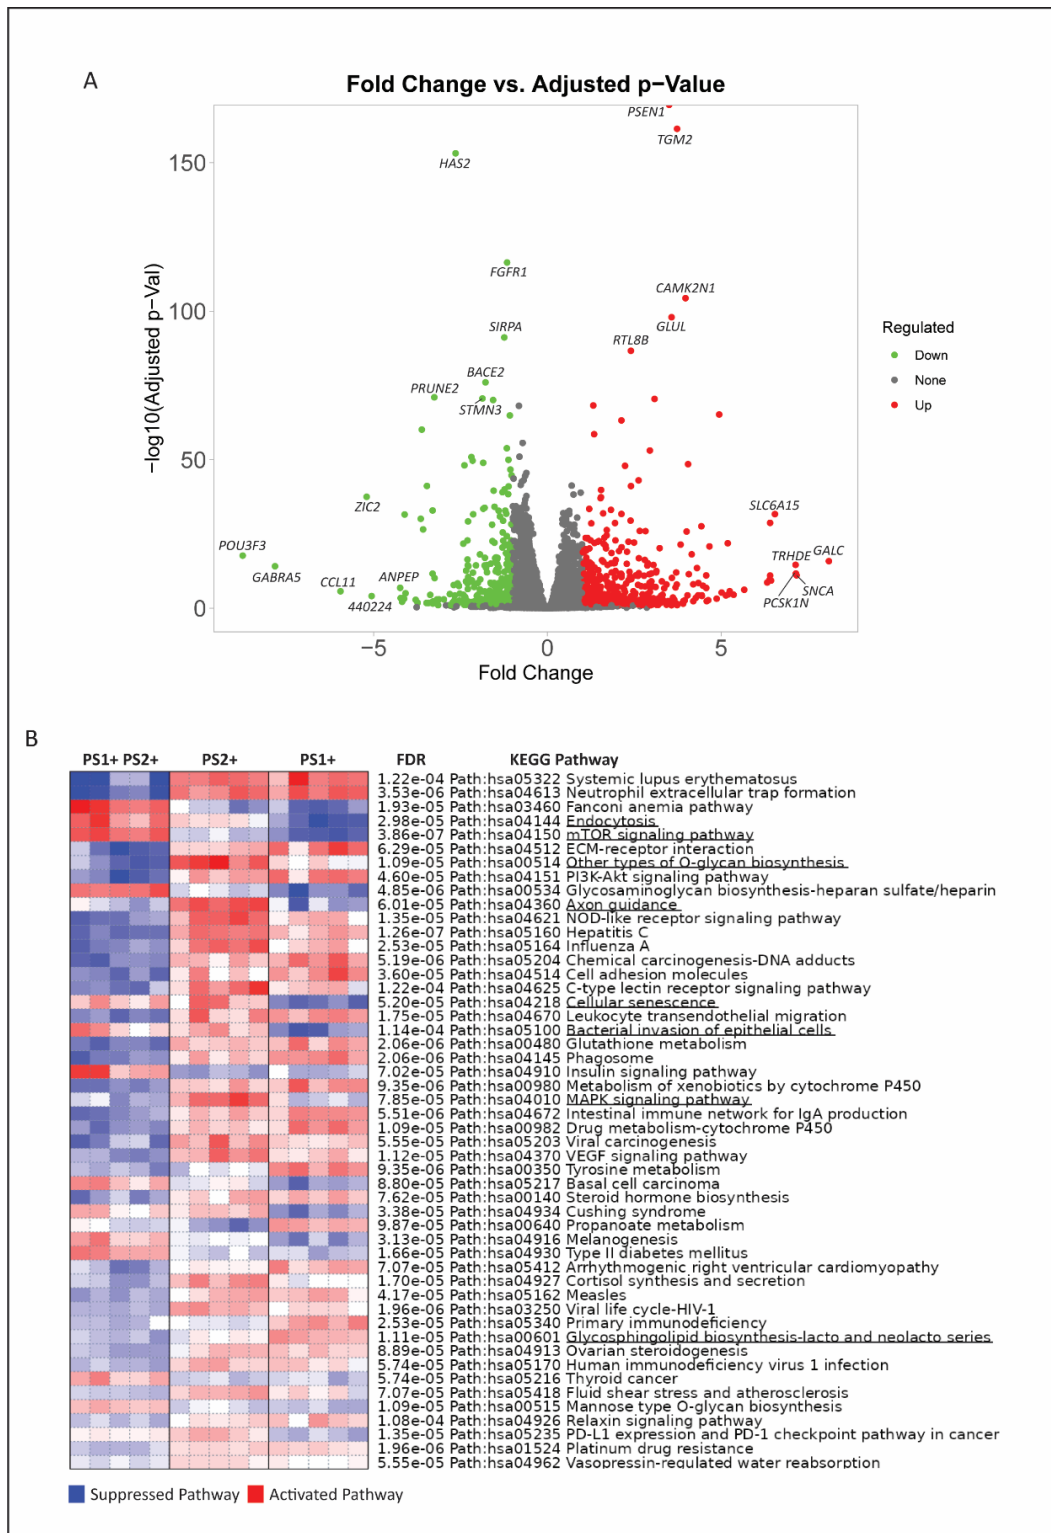 A
Fold Change vs. Adjusted p−Value
PSEN1
TGM2
150
HAS2
FGFR1
CAMK2N1
100
GLUL
SIRPA
RTL8B
BACE2
PRUNE2
STMN3
50
ZIC2
SLC6A15
POU3F3
TRHDE GALC
GABRA5
CCL11
ANPEP
SNCA
440224
PCSK1N
0
−5 0 5
Fold Change
−log10(Adjusted p−Val)
Regulated
Down
None
Up
B
PS1+ PS2+ PS2+ PS1+ FDR KEGG Pathway
1.22e-04 Path:hsa05322 Systemic lupus erythematosus
3.53e-06 Path:hsa04613 Neutrophil extracellular trap formation
1.93e-05 Path:hsa03460 Fanconi anemia pathway
2.98e-05 Path:hsa04144 Endocytosis
3.86e-07 Path:hsa04150 mTOR signaling pathway
6.29e-05 Path:hsa04512 ECM-receptor interaction
1.09e-05 Path:hsa00514 Other types of O-glycan biosynthesis
4.60e-05 Path:hsa04151 PI3K-Akt signaling pathway
4.85e-06 Path:hsa00534 Glycosaminoglycan biosynthesis-heparan sulfate/heparin
6.01e-05 Path:hsa04360 Axon guidance
1.35e-05 Path:hsa04621 NOD-like receptor signaling pathway
1.26e-07 Path:hsa05160 Hepatitis C
2.53e-05 Path:hsa05164 Influenza A
5.19e-06 Path:hsa05204 Chemical carcinogenesis-DNA adducts
3.60e-05 Path:hsa04514 Cell adhesion molecules
1.22e-04 Path:hsa04625 C-type lectin receptor signaling pathway
5.20e-05 Path:hsa04218 Cellular senescence
1.75e-05 Path:hsa04670 Leukocyte transendothelial migration
1.14e-04 Path:hsa05100 Bacterial invasion of epithelial cells
2.06e-06 Path:hsa00480 Glutathione metabolism
2.06e-06 Path:hsa04145 Phagosome
7.02e-05 Path:hsa04910 Insulin signaling pathway
9.35e-06 Path:hsa00980 Metabolism of xenobiotics by cytochrome P450
7.85e-05 Path:hsa04010 MAPK signaling pathway
5.51e-06 Path:hsa04672 Intestinal immune network for IgA production
1.09e-05 Path:hsa00982 Drug metabolism-cytochrome P450
5.55e-05 Path:hsa05203 Viral carcinogenesis
1.12e-05 Path:hsa04370 VEGF signaling pathway
9.35e-06 Path:hsa00350 Tyrosine metabolism
8.80e-05 Path:hsa05217 Basal cell carcinoma
7.62e-05 Path:hsa00140 Steroid hormone biosynthesis
3.38e-05 Path:hsa04934 Cushing syndrome
9.87e-05 Path:hsa00640 Propanoate metabolism
3.13e-05 Path:hsa04916 Melanogenesis
1.66e-05 Path:hsa04930 Type II diabetes mellitus
7.07e-05 Path:hsa05412 Arrhythmogenic right ventricular cardiomyopathy
1.70e-05 Path:hsa04927 Cortisol synthesis and secretion
4.17e-05 Path:hsa05162 Measles
1.96e-06 Path:hsa03250 Viral life cycle-HIV-1
2.53e-05 Path:hsa05340 Primary immunodeficiency
1.11e-05 Path:hsa00601 Glycosphingolipid biosynthesis-lacto and neolacto series
8.89e-05 Path:hsa04913 Ovarian steroidogenesis
5.74e-05 Path:hsa05170 Human immunodeficiency virus 1 infection
5.74e-05 Path:hsa05216 Thyroid cancer
7.07e-05 Path:hsa05418 Fluid shear stress and atherosclerosis
1.09e-05 Path:hsa00515 Mannose type O-glycan biosynthesis
1.08e-04 Path:hsa04926 Relaxin signaling pathway
1.35e-05 Path:hsa05235 PD-L1 expression and PD-1 checkpoint pathway in cancer
1.96e-06 Path:hsa01524 Platinum drug resistance
5.55e-05 Path:hsa04962 Vasopressin-regulated water reabsorption
Suppressed Pathway Activated Pathway